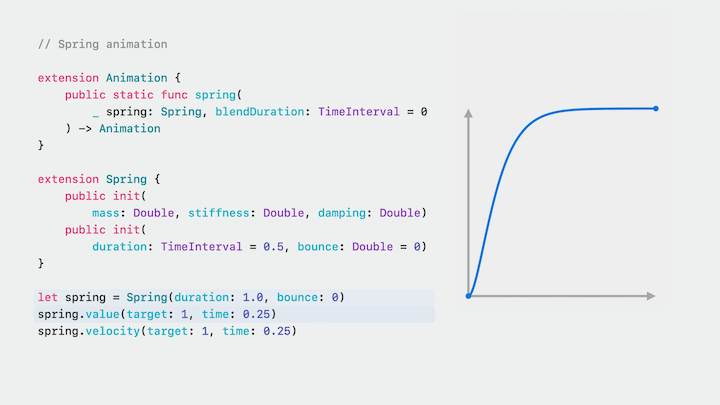 // Spring animation
extension Animation {
public static func spring(
_ spring: Spring, blendDuration: TimeInterval = 0
) -> Animation
}
extension Spring {
public init(
mass: Double, stiffness: Double, damping: Double)
public init(
duration: TimeInterval = 0.5, bounce: Double = 0)
}
let spring = Spring(duration: 1.0, bounce: 0)
spring.value(target: 1, time: 0.25)
spring.velocity(target: 1, time: 0.25)